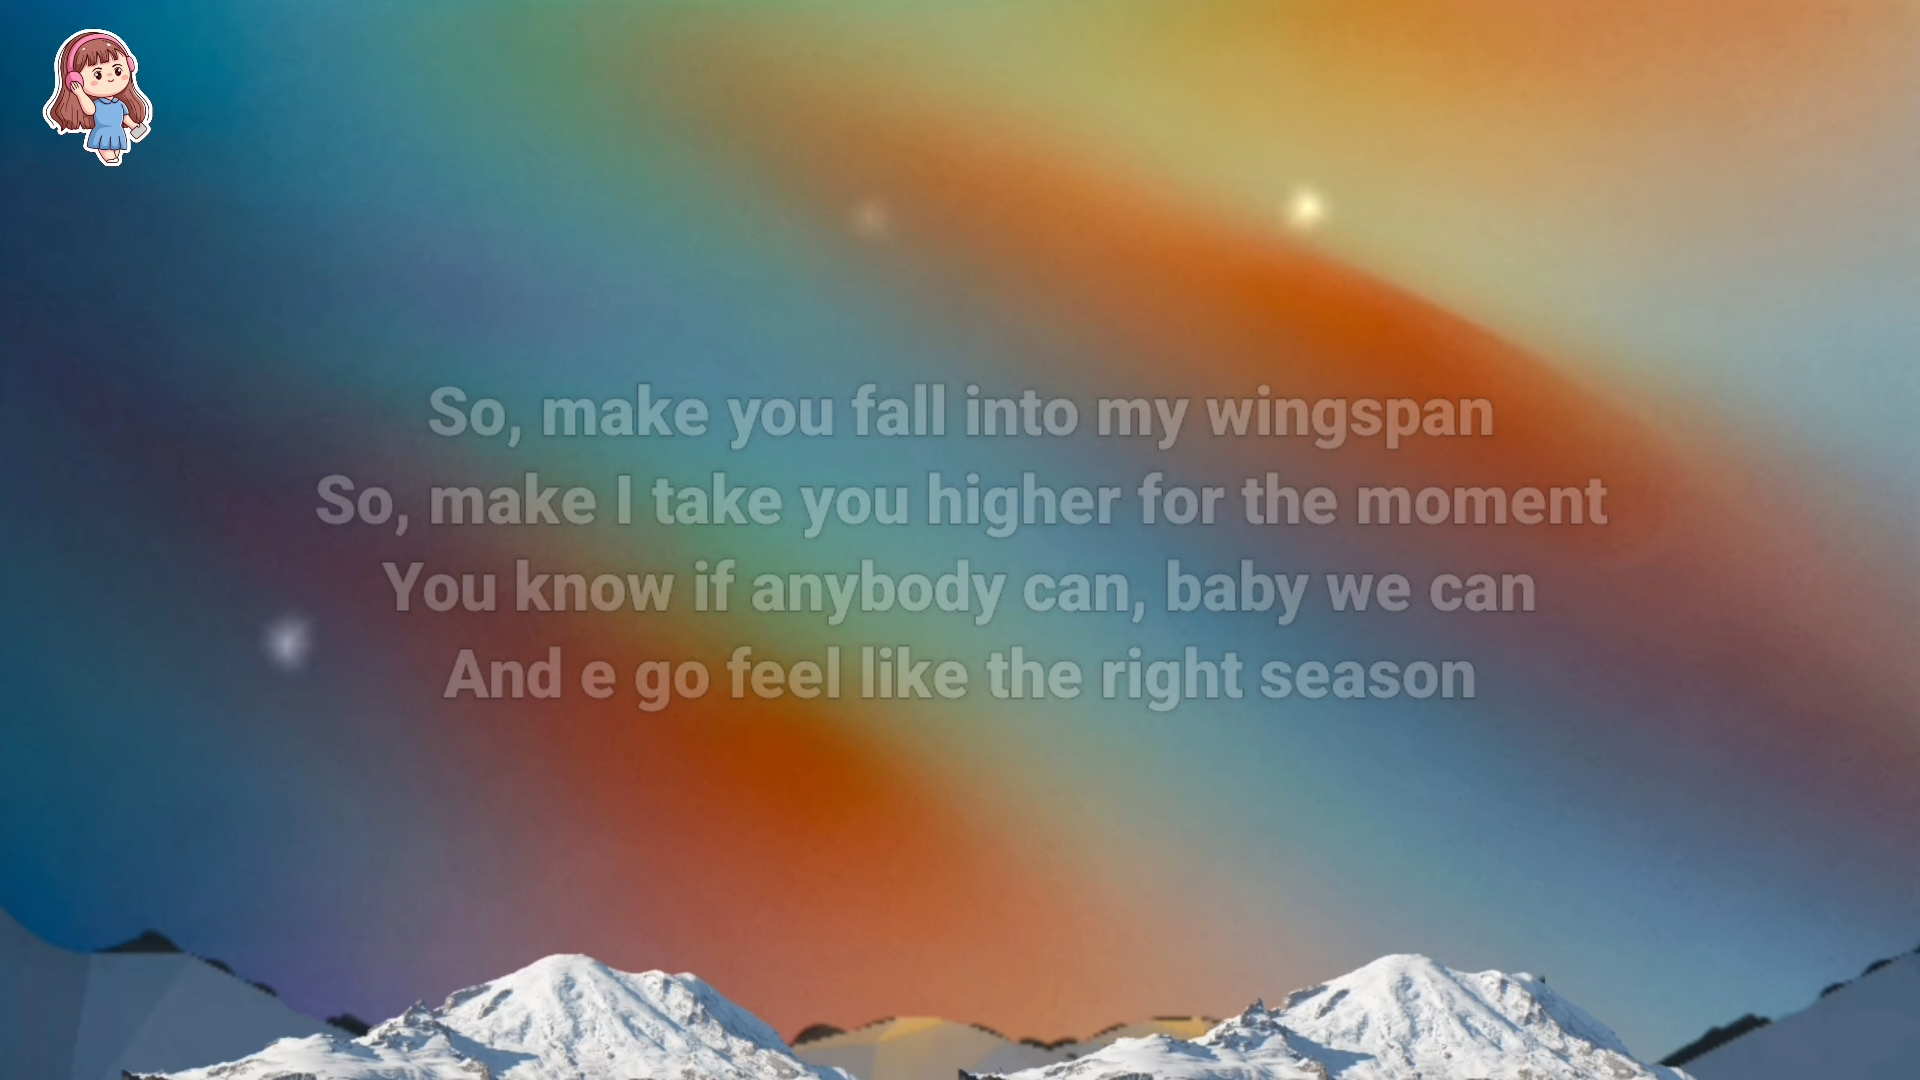 So, make you fall into my wingspan
So, make I take you higher for the moment
You know if anybody can, baby we can
And e go feel like the right season